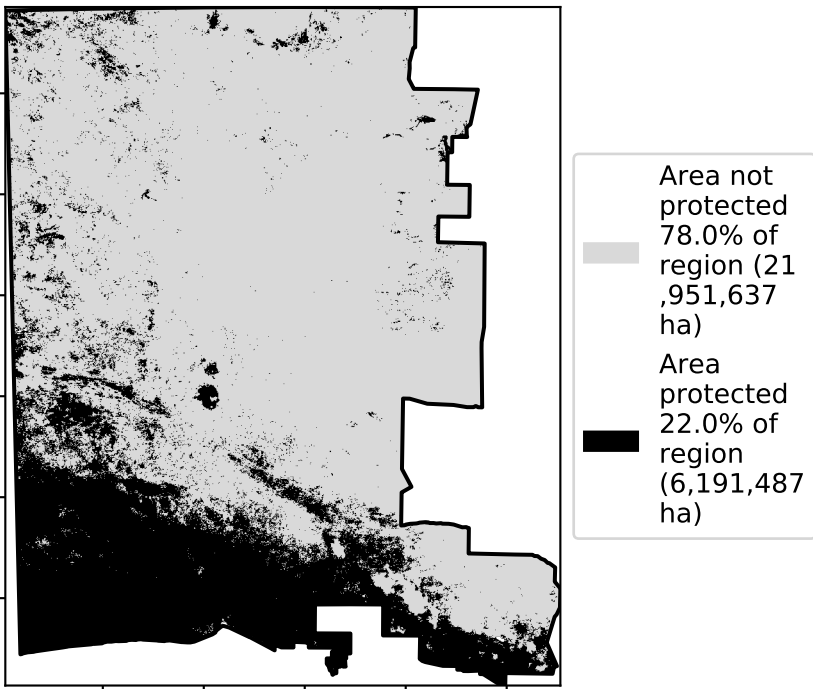 Area not
protected
78.0% of
region (21
,951,637
ha)
Area
protected
22.0% of
region
(6,191,487
ha)